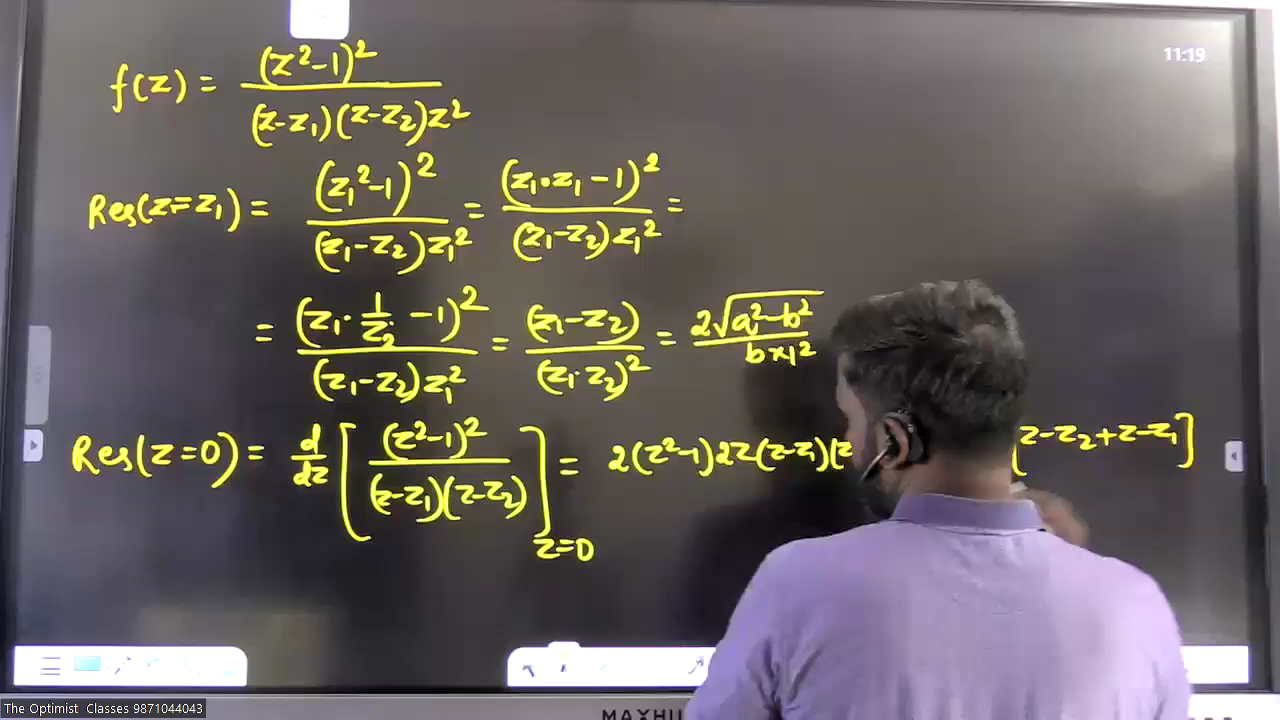 11:19
f(z) = (z²-1)² / (z-z₁)(z-z₂)z²
Res(z=z₁) = (z₁²-1)² / (z₁-z₂)z₁² = (z₁·z₁-1)² / (z₁-z₂)z₁² =
= (z₁·1/z₂-1)² / (z₁-z₂)z₁² = (z₁-z₂) / (z₁·z₂)² = 2√a²-b² / b×1²
Res(z=0) = d/dz [(z²-1)² / (z-z₁)(z-z₂)]z=0 = 2(z²-1)2z(z-z₁)(z z-z₂+z-z₁]
The Optimist Classes 9871044043